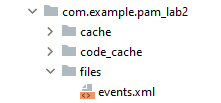 com.example.pam_lab2
cache
code_cache
files
events.xml